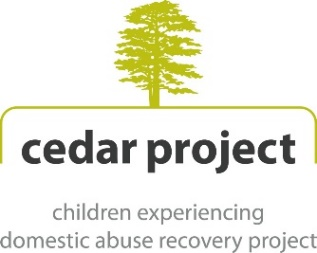 cedar project
children experiencing
domestic abuse recovery project